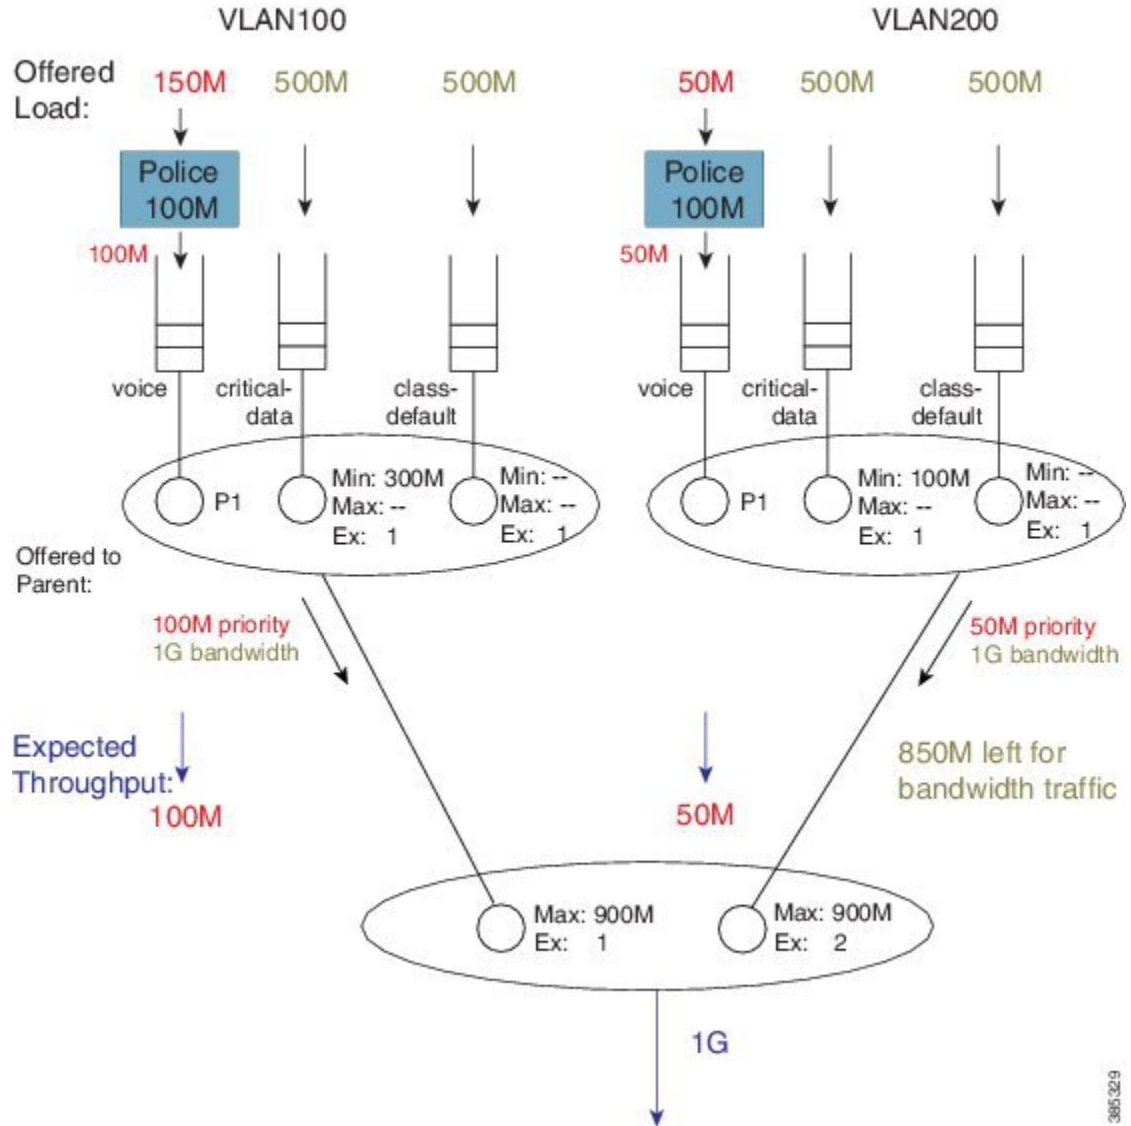 VLAN100
VLAN200
Offered
Load:
150M
500M
500M
50M
500M
500M
Police
100M
Police
100M
100M
50M
voice
critical-
data
class-
default
voice
critical-
data
class-
default
P1
Min: 300M
Max: --
Ex: 1
Min: --
Max: --
Ex: 1
P1
Min: 100M
Max: --
Ex: 1
Min: --
Max: --
Ex: 1
Offered to
Parent:
100M priority
1G bandwidth
50M priority
1G bandwidth
Expected
Throughput:
100M
50M
850M left for
bandwidth traffic
Max: 900M
Ex: 1
Max: 900M
Ex: 2
1G
385329